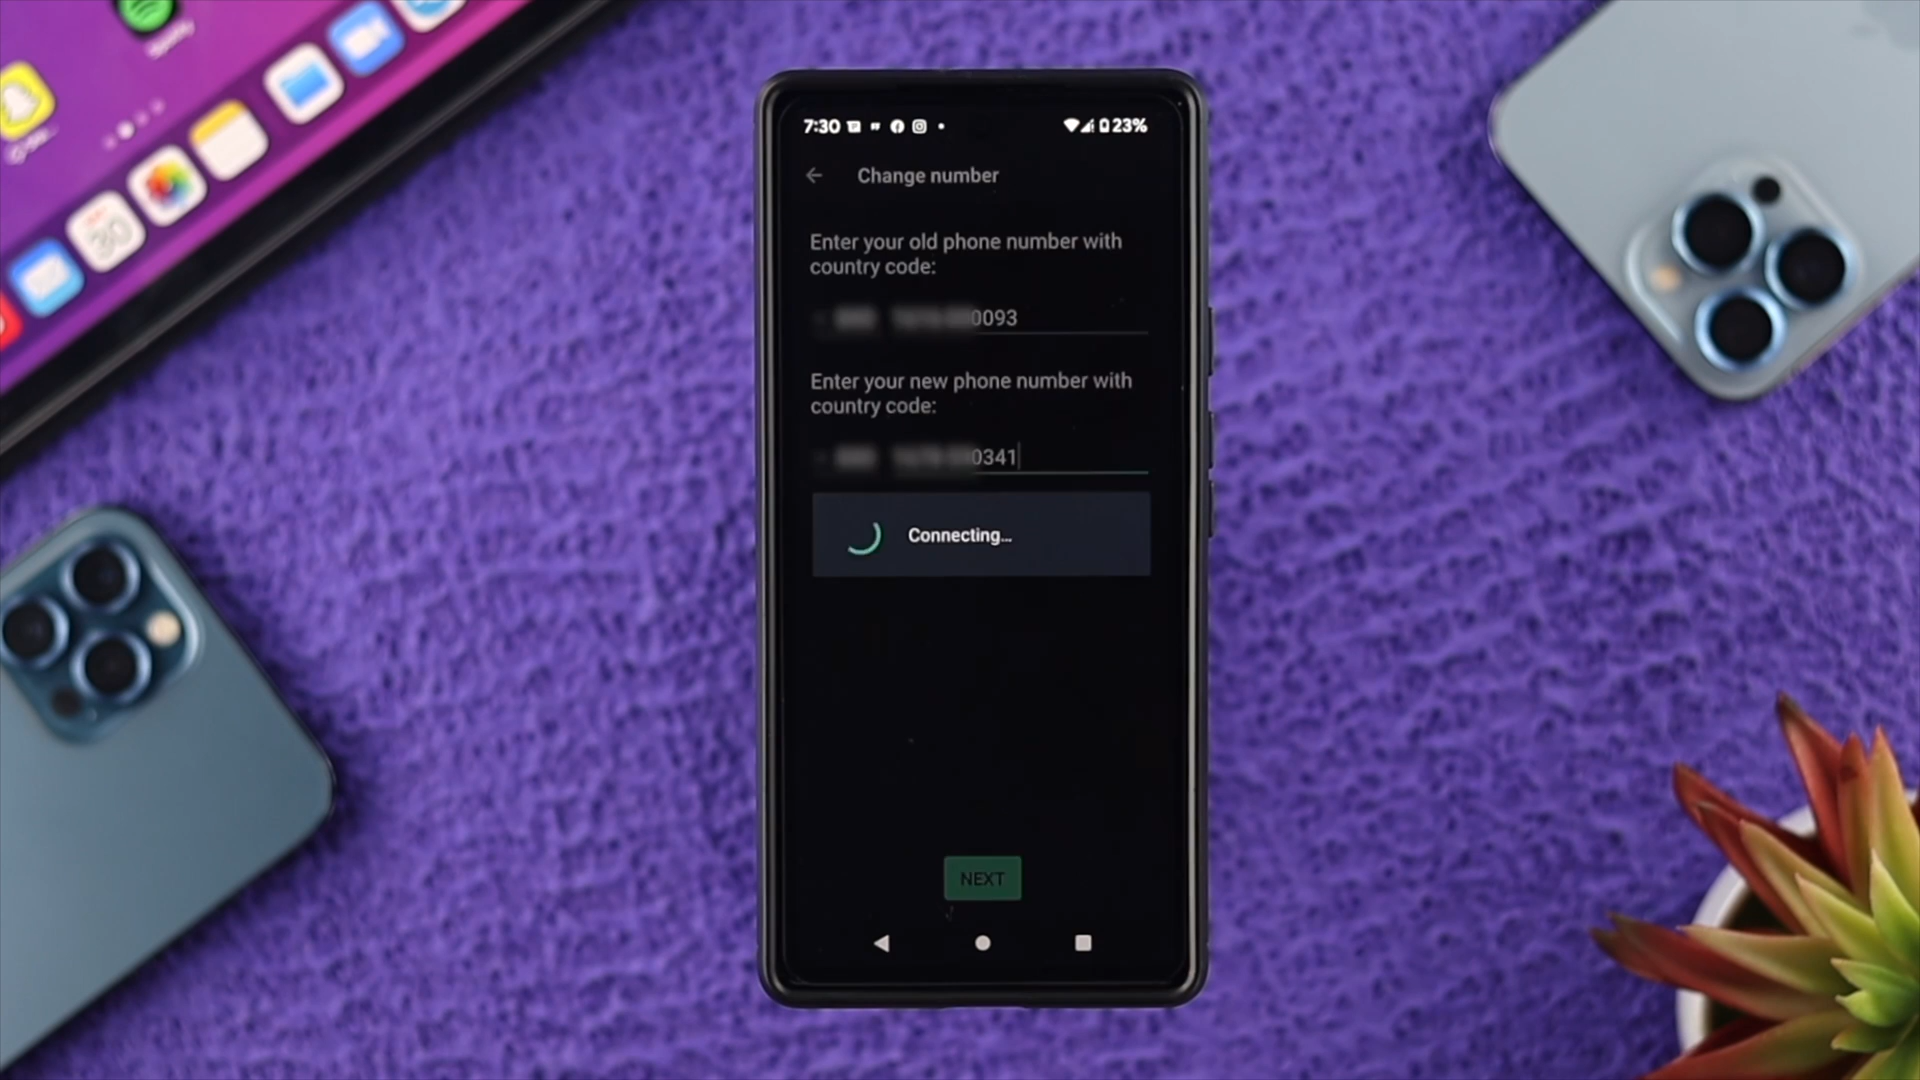 7:30
23%
Change number
Enter your old phone number with
country code:
0093
Enter your new phone number with
country code:
0341
Connecting...
NEXT
30